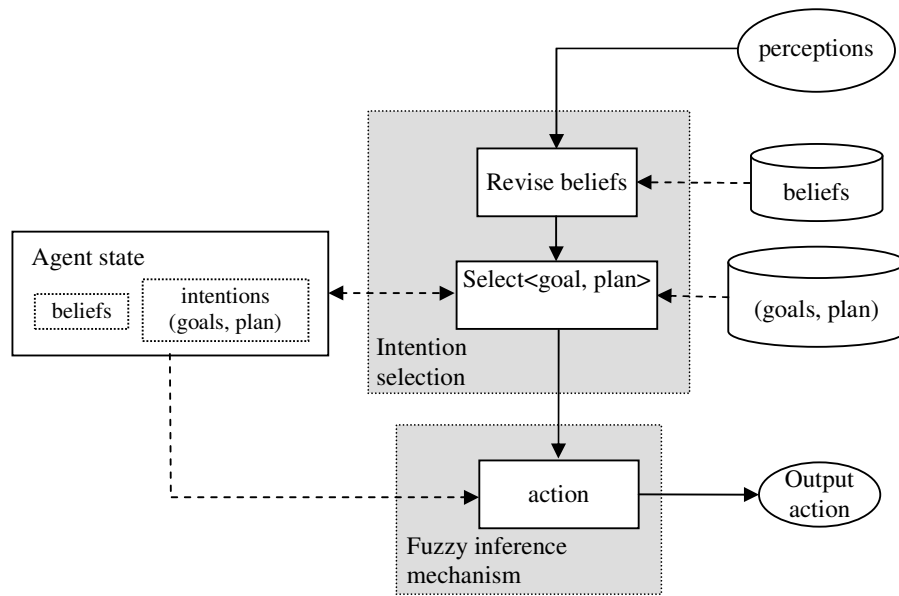 perceptions
Revise beliefs
beliefs
Agent state
beliefs
intentions
(goals, plan)
Select<goal, plan>
(goals, plan)
Intention
selection
action
Output
action
Fuzzy inference
mechanism